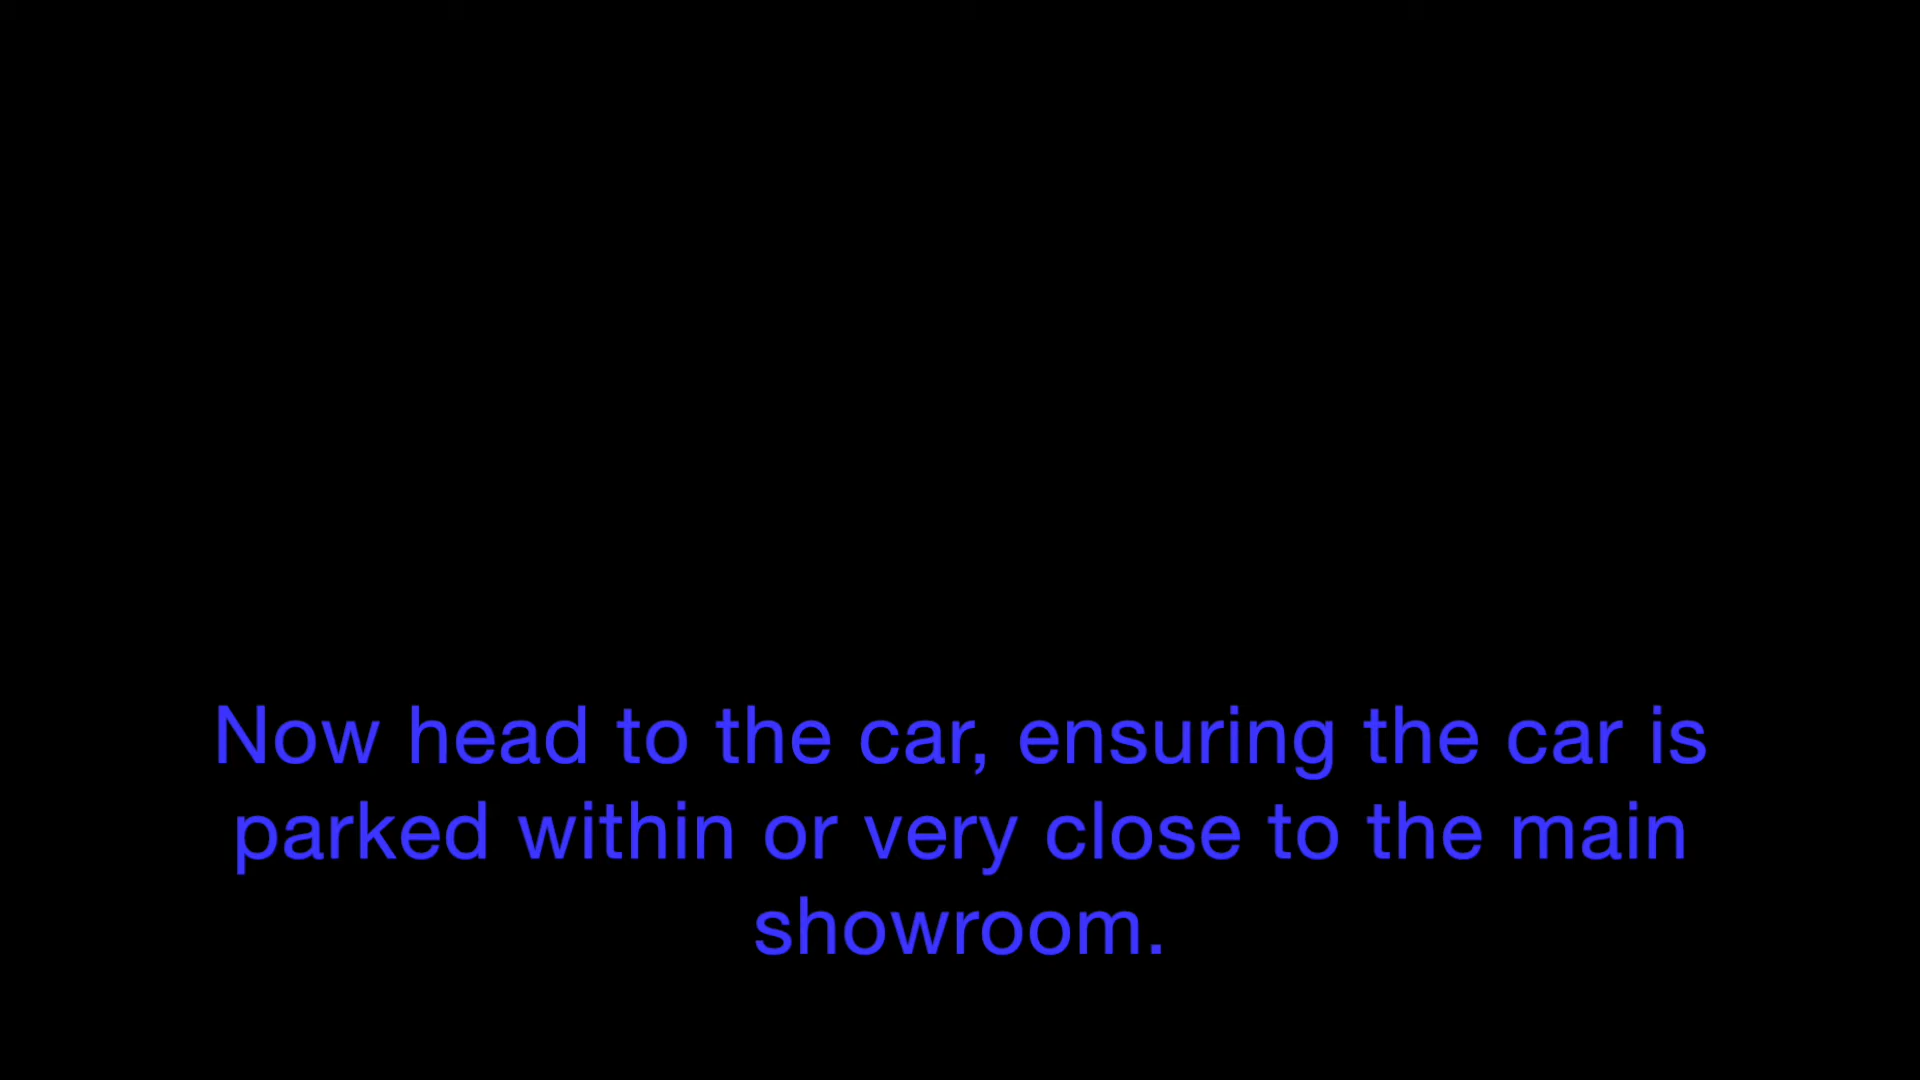 Now head to the car, ensuring the car is
parked within or very close to the main
showroom.